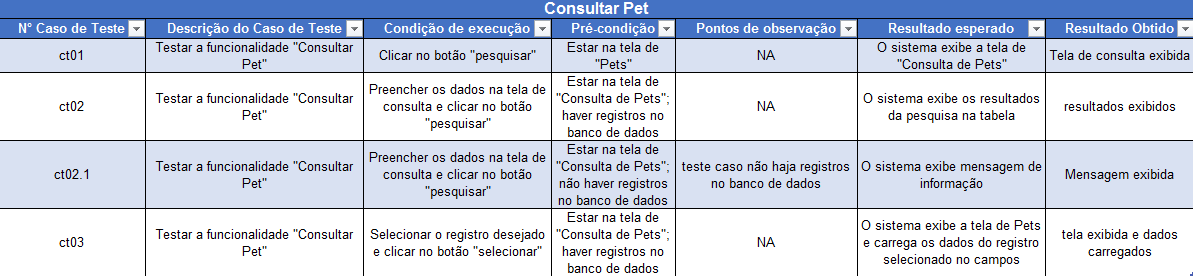 Consultar Pet
N° Caso de Teste Descrição do Caso de Teste Condição de execução Pré-condição Pontos de observação Resultado esperado Resultado Obtido
ct01
Testar a funcionalidade "Consultar
Pet"
Clicar no botão "pesquisar"
Estar na tela de
"Pets"
NA
O sistema exibe a tela de
"Consulta de Pets"
Tela de consulta exibida
ct02
Testar a funcionalidade "Consultar
Pet"
Preencher os dados na tela de
consulta e clicar no botão
"pesquisar"
Estar na tela de
"Consulta de Pets";
haver registros no
banco de dados
NA
O sistema exibe os resultados
da pesquisa na tabela
resultados exibidos
ct02.1
Testar a funcionalidade "Consultar
Pet"
Preencher os dados na tela de
consulta e clicar no botão
"pesquisar"
Estar na tela de
"Consulta de Pets";
não haver registros
no banco de dados
teste caso não haja registros
no banco de dados
O sistema exibe mensagem de
informação
Mensagem exibida
ct03
Testar a funcionalidade "Consultar
Pet"
Selecionar o registro desejado
e clicar no botão "selecionar"
Estar na tela de
"Consulta de Pets";
haver registros no
banco de dados
NA
O sistema exibe a tela de Pets
e carrega os dados do registro
selecionado no campos
tela exibida e dados
carregados